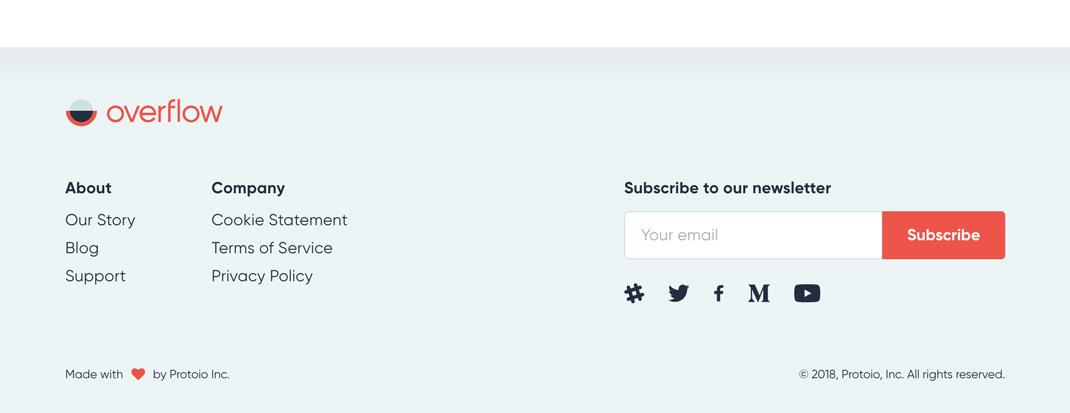 overflow
About
Our Story
Blog
Support
Company
Cookie Statement
Terms of Service
Privacy Policy
Subscribe to our newsletter
Your email
Subscribe
Made with by Protoio Inc.
© 2018, Protoio, Inc. All rights reserved.